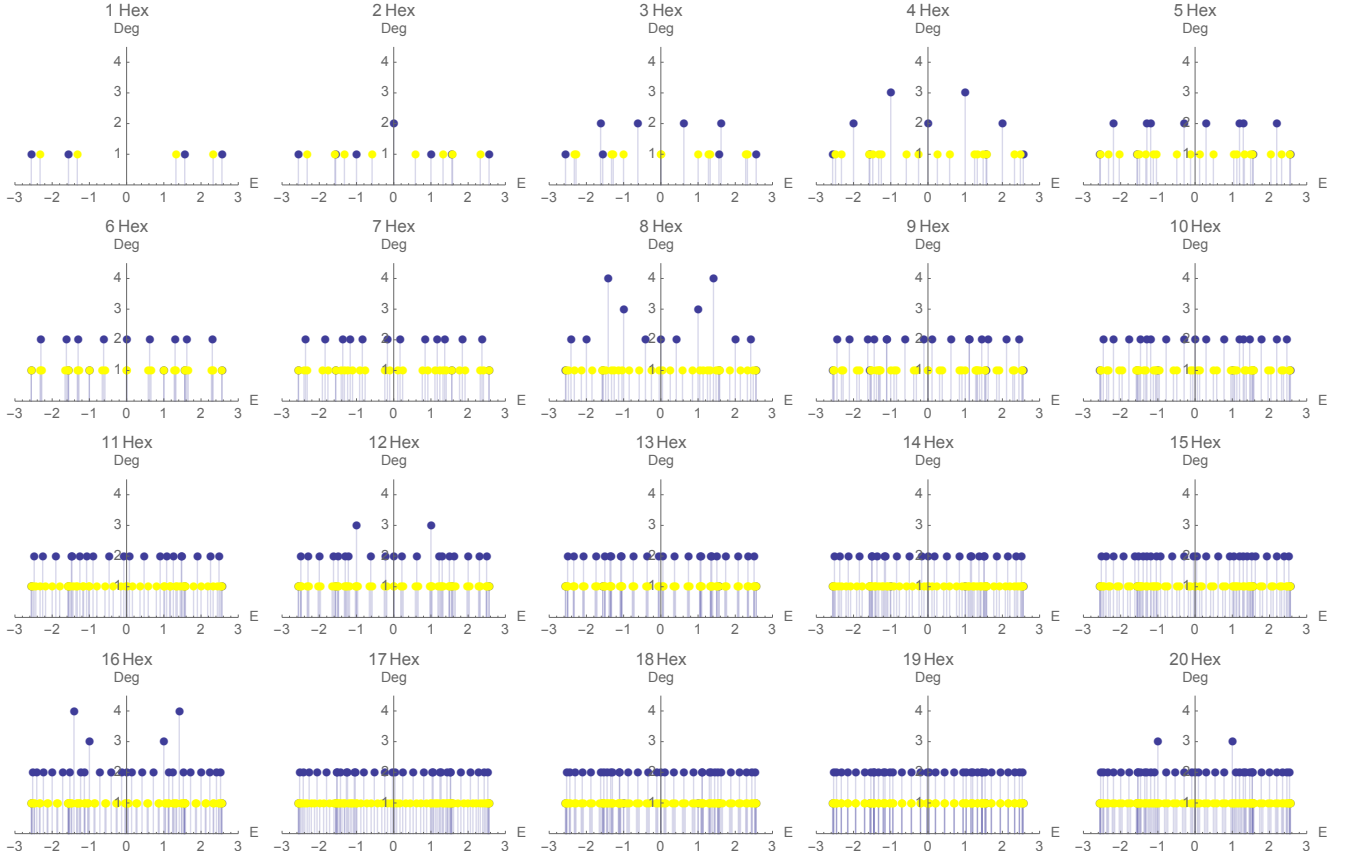 1 Hex 2 Hex 3 Hex 4 Hex 5 Hex
Deg Deg Deg Deg Deg
4 4 4 4 4
3 3 3 3 3
2 2 2 2 2
1 1 1 1 1
E E E E E
−3 −2 −1 0 1 2 3 −3 −2 −1 0 1 2 3 −3 −2 −1 0 1 2 3 −3 −2 −1 0 1 2 3 −3 −2 −1 0 1 2 3
6 Hex 7 Hex 8 Hex 9 Hex 10 Hex
Deg Deg Deg Deg Deg
4 4 4 4 4
3 3 3 3 3
2 2 2 2 2
1 1 1 1 1
E E E E E
−3 −2 −1 0 1 2 3 −3 −2 −1 0 1 2 3 −3 −2 −1 0 1 2 3 −3 −2 −1 0 1 2 3 −3 −2 −1 0 1 2 3
11 Hex 12 Hex 13 Hex 14 Hex 15 Hex
Deg Deg Deg Deg Deg
4 4 4 4 4
3 3 3 3 3
2 2 2 2 2
1 1 1 1 1
E E E E E
−3 −2 −1 0 1 2 3 −3 −2 −1 0 1 2 3 −3 −2 −1 0 1 2 3 −3 −2 −1 0 1 2 3 −3 −2 −1 0 1 2 3
16 Hex 17 Hex 18 Hex 19 Hex 20 Hex
Deg Deg Deg Deg Deg
4 4 4 4 4
3 3 3 3 3
2 2 2 2 2
1 1 1 1 1
E E E E E
−3 −2 −1 0 1 2 3 −3 −2 −1 0 1 2 3 −3 −2 −1 0 1 2 3 −3 −2 −1 0 1 2 3 −3 −2 −1 0 1 2 3